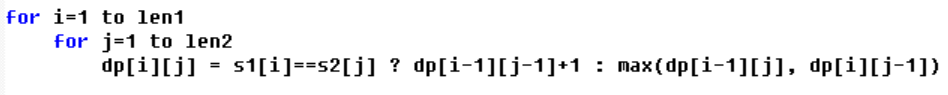 for i=1 to len1
    for j=1 to len2
        dp[i][j] = s1[i]==s2[j] ? dp[i-1][j-1]+1 : max(dp[i-1][j], dp[i][j-1])